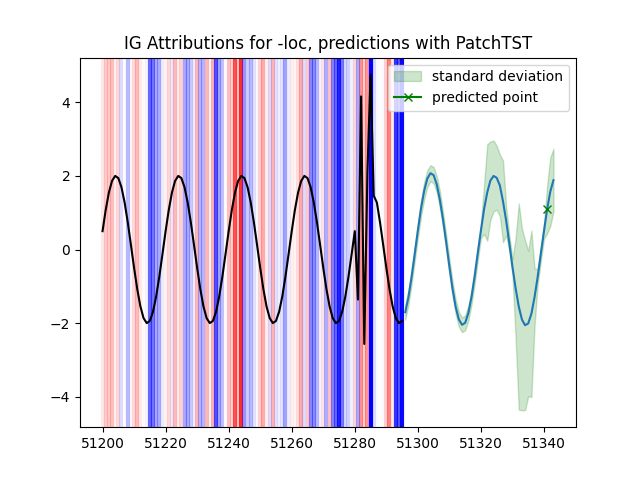 IG Attributions for -loc, predictions with PatchTST
standard deviation
predicted point
4
2
0
−2
−4
51200 51220 51240 51260 51280 51300 51320 51340